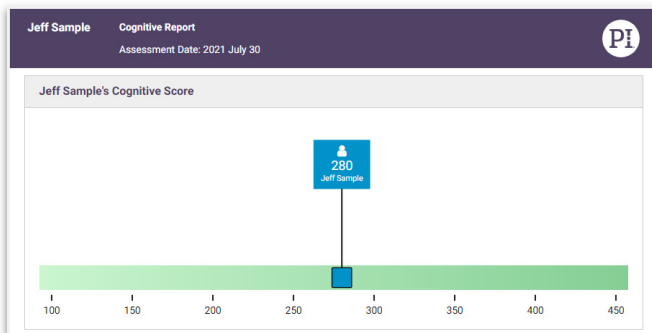 Jeff Sample
Cognitive Report
Assessment Date: 2021 July 30
PI
Jeff Sample's Cognitive Score
280
Jeff Sample
100 150 200 250 300 350 400 450